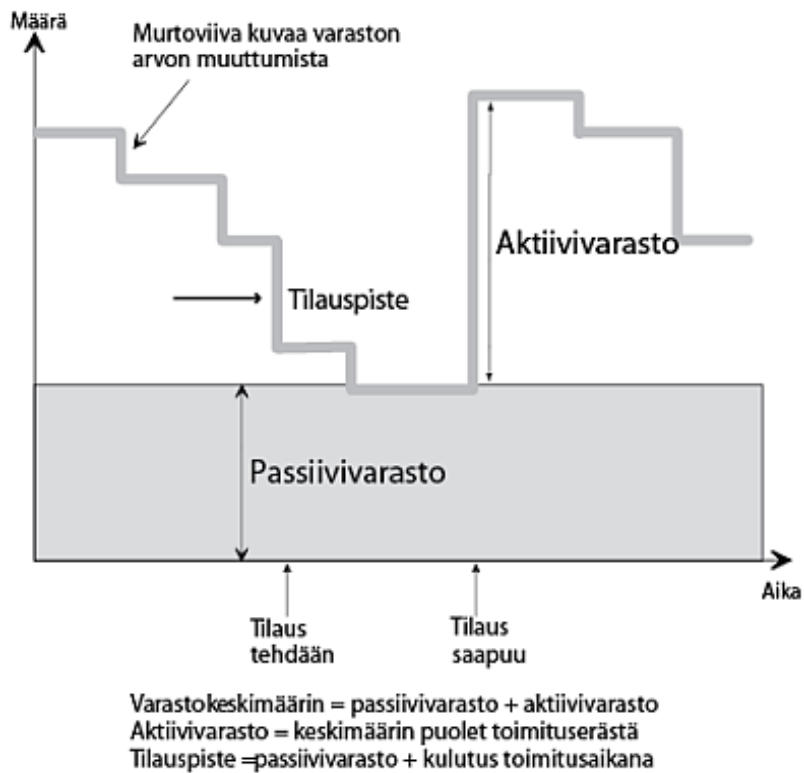 Määrä
Murtoviiva kuvaa varaston
arvon muuttumista
Aktiivivarasto
Tilauspiste
Passiivivarasto
Aika
Tilaus
tehdään
Tilaus
saapuu
Varastokeskimäärin = passiivivarasto + aktiivivarasto
Aktiivivarasto = keskimäärin puolet toimituserästä
Tilauspiste =passiivivarasto + kulutus toimitusaikana